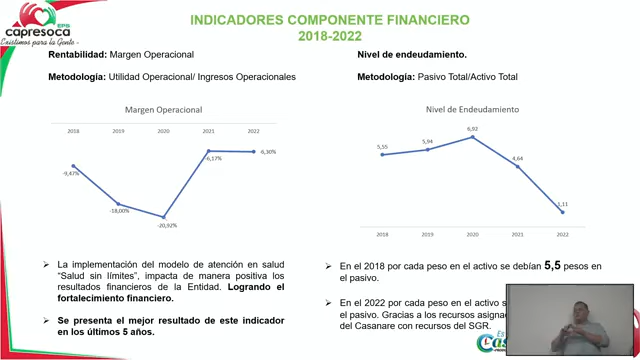 EPS
capresoca
Existimos para la Gente -
INDICADORES COMPONENTE FINANCIERO
2018-2022
Rentabilidad: Margen Operacional
Metodología: Utilidad Operacional/ Ingresos Operacionales
Nivel de endeudamiento.
Metodología: Pasivo Total/Activo Total
Margen Operacional
2018 2019 2020 2021 2022
-9,47%
-18,00%
-20,92%
-6,17%
-6,30%
Nivel de Endeudamiento
5,55
5,94
6,92
4,64
1,11
2018 2019 2020 2021 2022
➢ La implementación del modelo de atención en salud
"Salud sin límites", impacta de manera positiva los
resultados financieros de la Entidad. Logrando el
fortalecimiento financiero.
➢ Se presenta el mejor resultado de este indicador
en los últimos 5 años.
➢ En el 2018 por cada peso en el activo se debían 5,5 pesos en
el pasivo.
➢ En el 2022 por cada peso en el activo s
el pasivo. Gracias a los recursos asigna
del Casanare con recursos del SGR.
Es